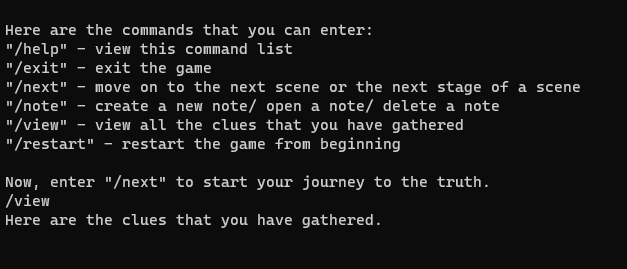 Here are the commands that you can enter:
"/help" - view this command list
"/exit" - exit the game
"/next" - move on to the next scene or the next stage of a scene
"/note" - create a new note/ open a note/ delete a note
"/view" - view all the clues that you have gathered
"/restart" - restart the game from beginning
Now, enter "/next" to start your journey to the truth.
/view
Here are the clues that you have gathered.